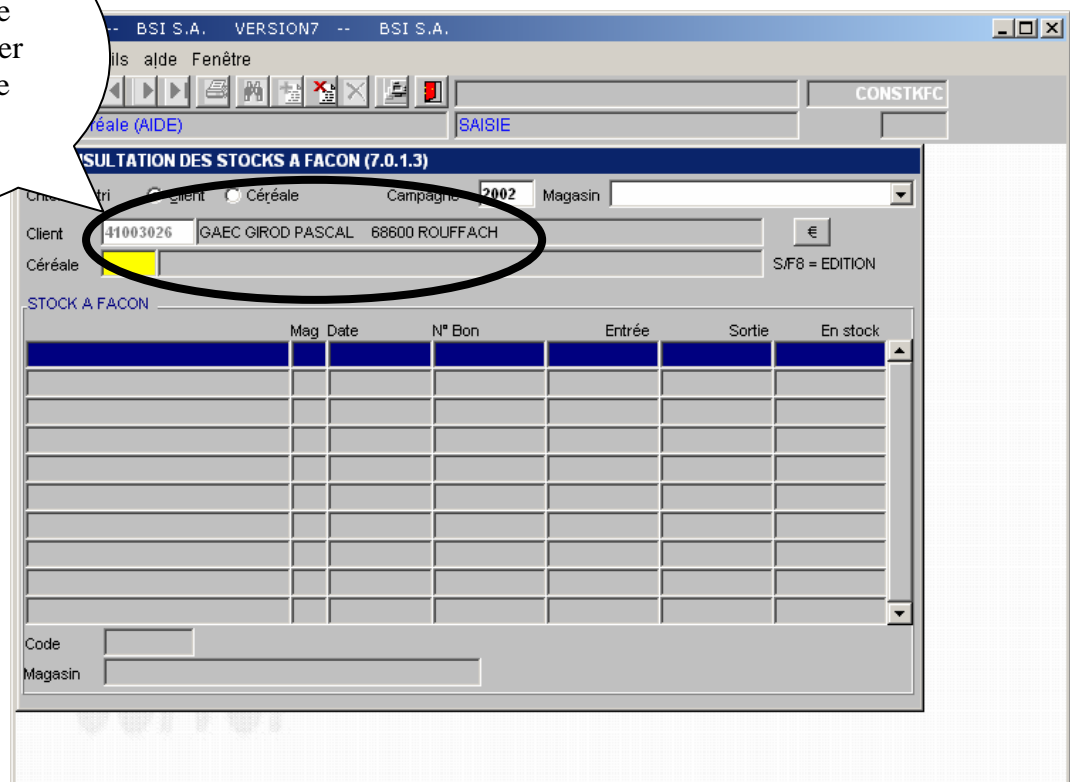 e
er
e
-- BSI S.A. VERSION7 -- BSI S.A.
ils aIde Fenêtre
CONSTKFC
réale (AIDE) SAISIE
SULTATION DES STOCKS A FACON (7.0.1.3)
tri Client Céréale Campagne 2002 Magasin
Client 41003026 GAEC GIROD PASCAL 68600 ROUFFACH €
Céréale S/F8 = EDITION
STOCK A FACON
Mag Date N° Bon Entrée Sortie En stock
Code
Magasin